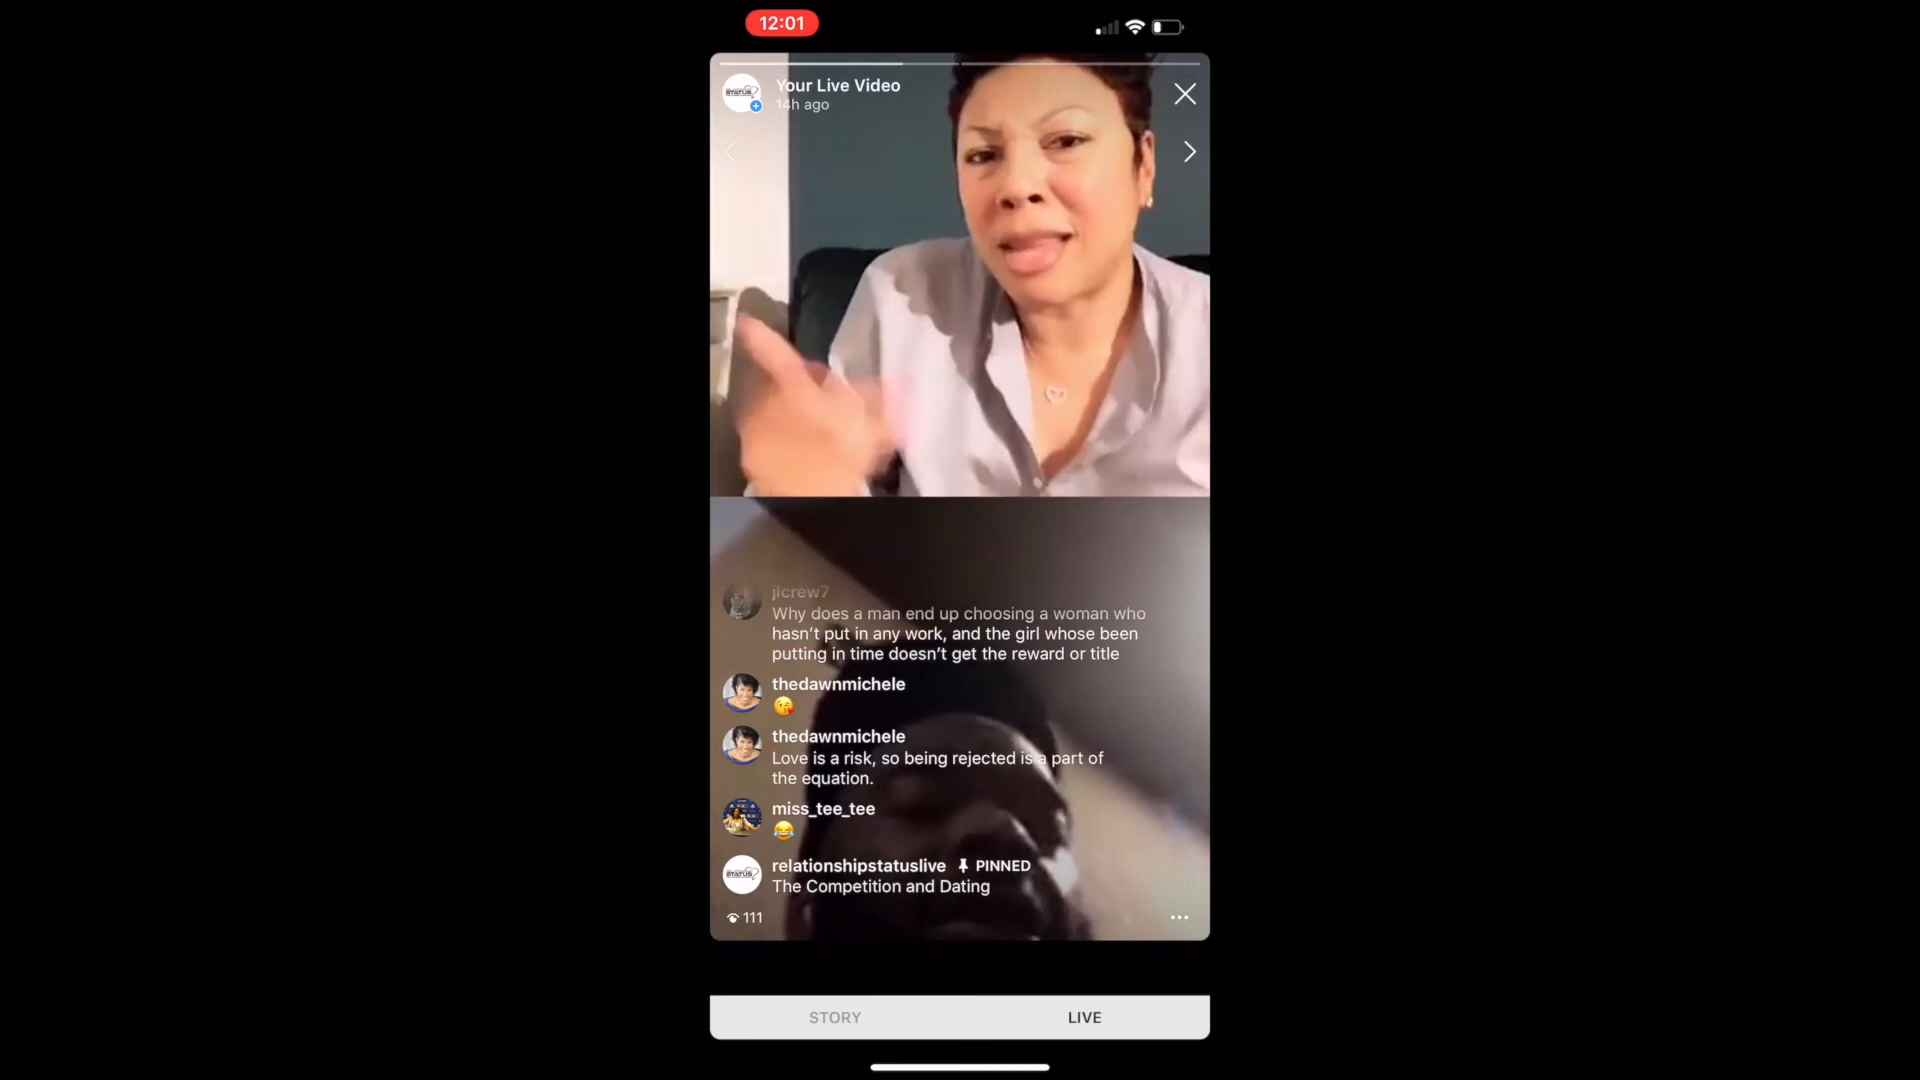 12:01
STATUS
Your Live Video
14h ago
jlcrew7
Why does a man end up choosing a woman who
hasn’t put in any work, and the girl whose been
putting in time doesn’t get the reward or title
thedawnmichele
😘
thedawnmichele
Love is a risk, so being rejected is a part of
the equation.
miss_tee_tee
😂
relationshipstatuslive PINNED
STATUS
The Competition and Dating
111
STORY
LIVE